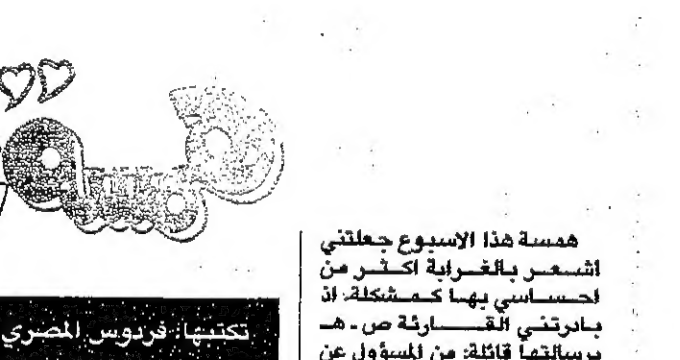 همسة هذا الاسبوع جعلتني
اشعر بالغرابة اكثر من
احساسي بها كمشكلة. اذ
بادرتني القارئة ص. هـ
برسالتها قائلة: من المسؤول عن
تكتبها: فردوس المصري